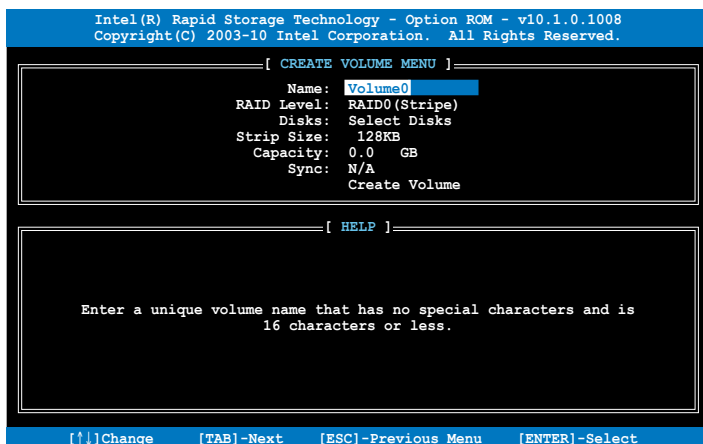 Intel(R) Rapid Storage Technology - Option ROM - v10.1.0.1008
Copyright(C) 2003-10 Intel Corporation.  All Rights Reserved.
[ CREATE VOLUME MENU ]
Name: Volume0
RAID Level: RAID0(Stripe)
Disks: Select Disks
Strip Size: 128KB
Capacity: 0.0 GB
Sync: N/A
Create Volume
[ HELP ]
Enter a unique volume name that has no special characters and is
16 characters or less.
[↑↓]Change [TAB]-Next [ESC]-Previous Menu [ENTER]-Select